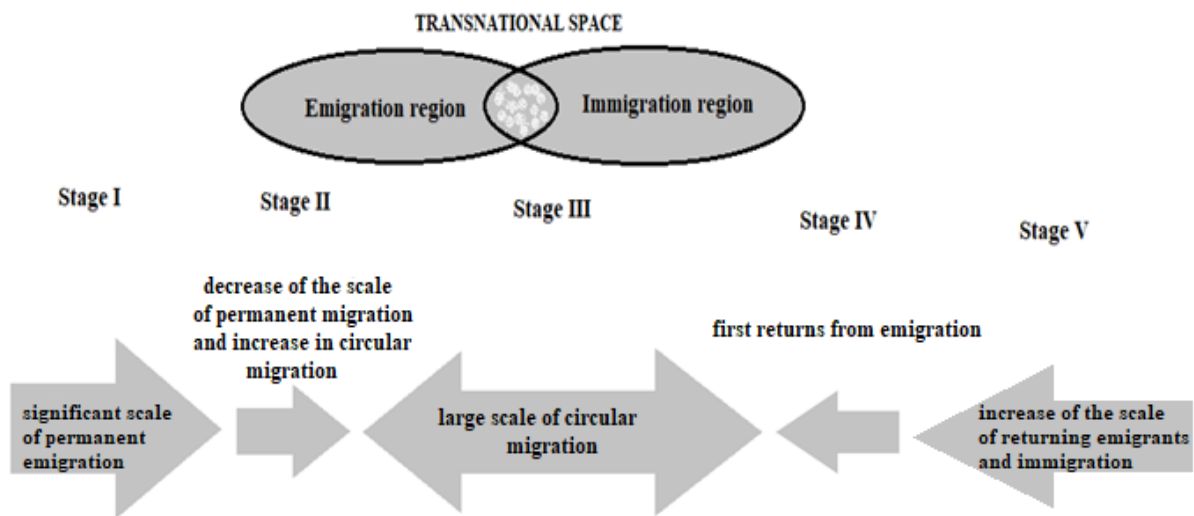 TRANSNATIONAL SPACE
Emigration region
Immigration region
Stage I
Stage II
Stage III
Stage IV
Stage V
decrease of the scale
of permanent migration
and increase in circular
migration
first returns from emigration
significant scale
of permanent
emigration
large scale of circular
migration
increase of the scale
of returning emigrants
and immigration